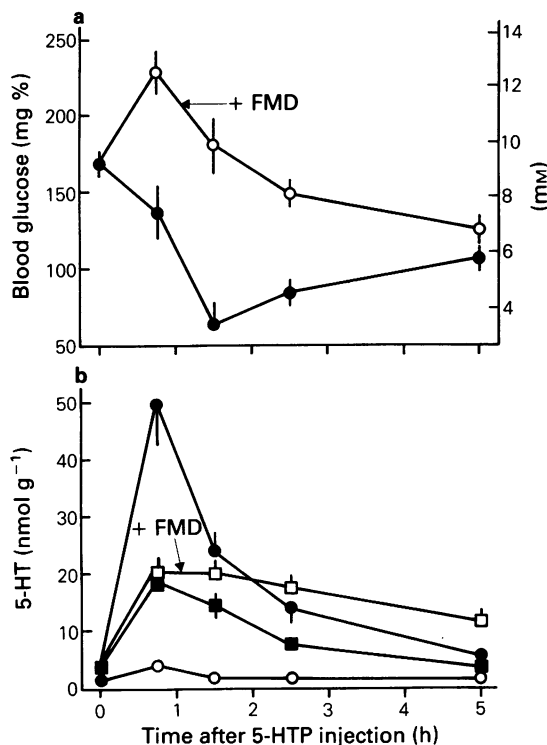 a
Blood glucose (mg %)
250
200
150
100
50
+ FMD
14
12
10
8
6
4
(mM)
b
5-HT (nmol g⁻¹)
50
40
30
20
10
0
+ FMD
0 1 2 3 4 5
Time after 5-HTP injection (h)